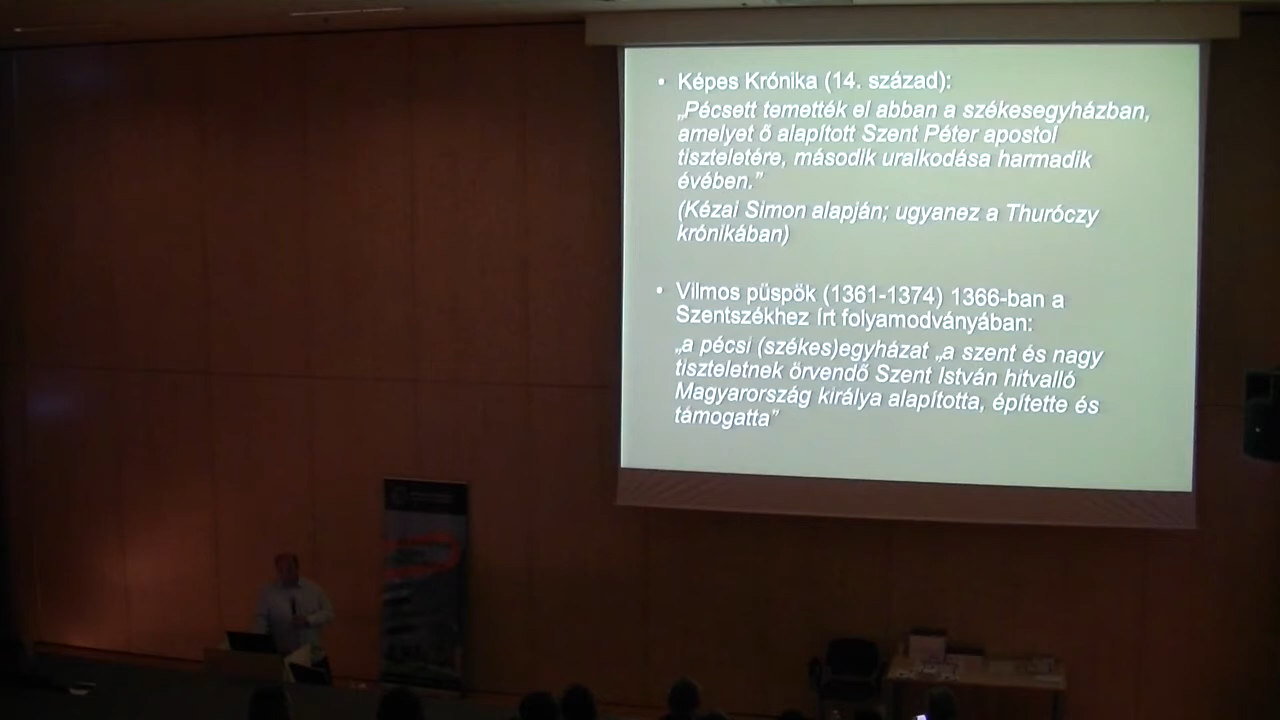 • Képes Krónika (14. század):
„Pécsett temették el abban a székesegyházban,
amelyet ő alapított Szent Péter apostol
tiszteletére, második uralkodása harmadik
évében.”
(Kézai Simon alapján; ugyanez a Thuróczy
krónikában)
• Vilmos püspök (1361-1374) 1366-ban a
Szentszékhez írt folyamodványában:
„a pécsi (székes)egyházat „a szent és nagy
tiszteletnek örvendő Szent István hitvalló
Magyarország királya alapította, építette és
támogatta”